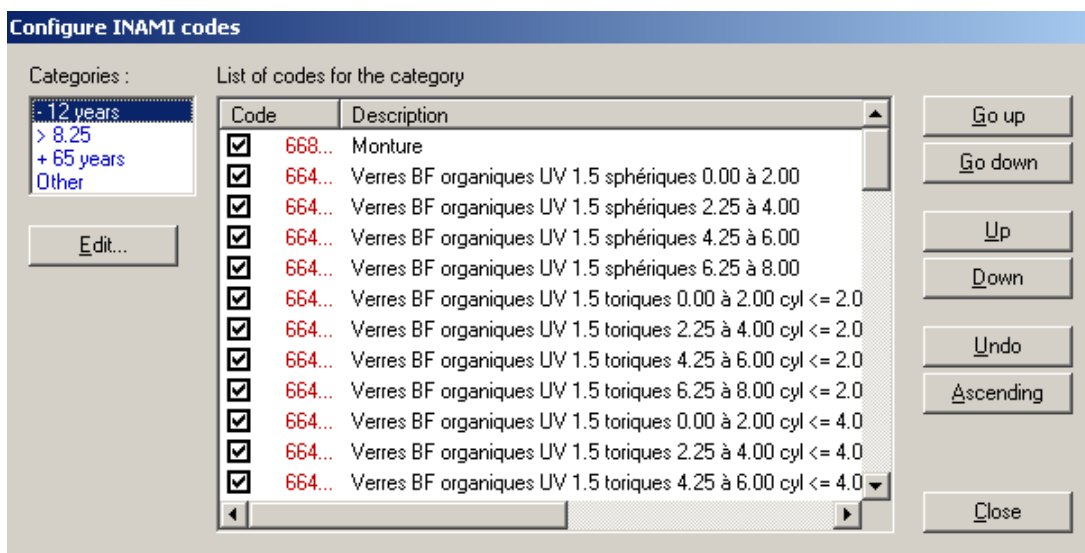 Configure INAMI codes
Categories :
- 12 years
> 8.25
+ 65 years
Other
Edit...
List of codes for the category
Code Description
668... Monture
664... Verres BF organiques UV 1.5 sphériques 0.00 à 2.00
664... Verres BF organiques UV 1.5 sphériques 2.25 à 4.00
664... Verres BF organiques UV 1.5 sphériques 4.25 à 6.00
664... Verres BF organiques UV 1.5 sphériques 6.25 à 8.00
664... Verres BF organiques UV 1.5 toriques 0.00 à 2.00 cyl <= 2.0
664... Verres BF organiques UV 1.5 toriques 2.25 à 4.00 cyl <= 2.0
664... Verres BF organiques UV 1.5 toriques 4.25 à 6.00 cyl <= 2.0
664... Verres BF organiques UV 1.5 toriques 6.25 à 8.00 cyl <= 2.0
664... Verres BF organiques UV 1.5 toriques 0.00 à 2.00 cyl <= 4.0
664... Verres BF organiques UV 1.5 toriques 2.25 à 4.00 cyl <= 4.0
664... Verres BF organiques UV 1.5 toriques 4.25 à 6.00 cyl <= 4.0
Go up
Go down
Up
Down
Undo
Ascending
Close